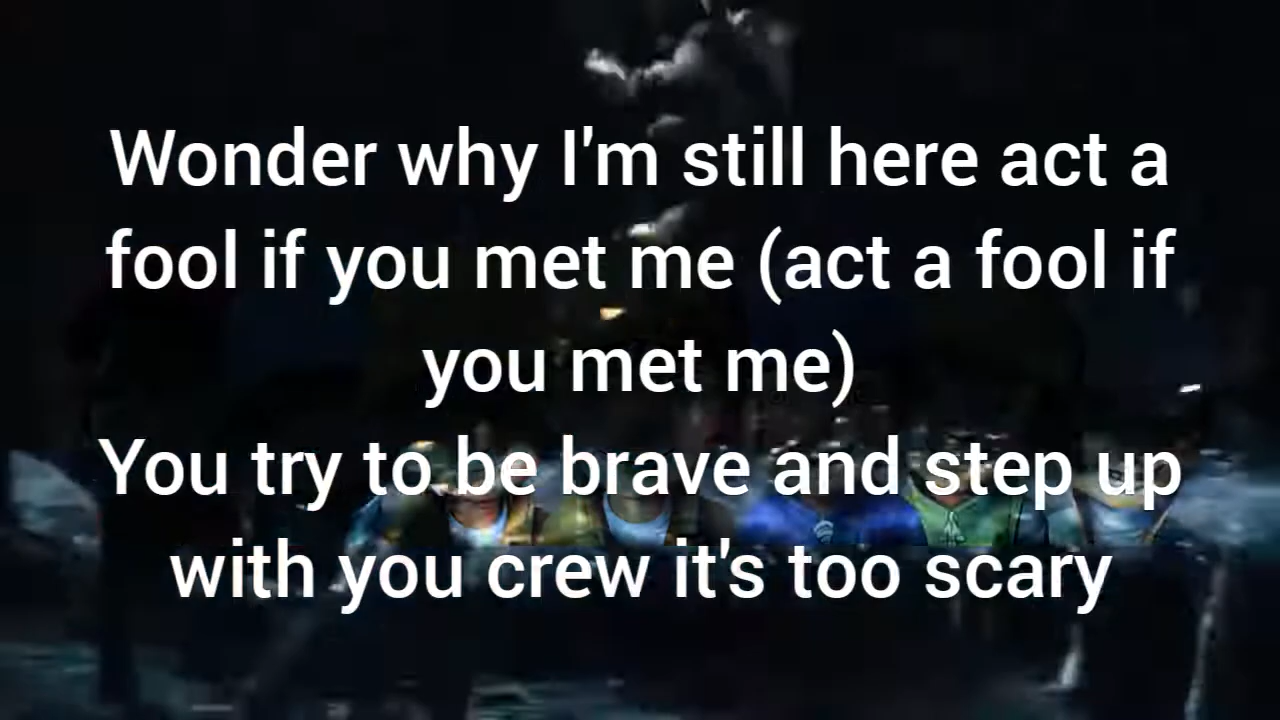 Wonder why I'm still here act a
fool if you met me (act a fool if
you met me)
You try to be brave and step up
with you crew it's too scary